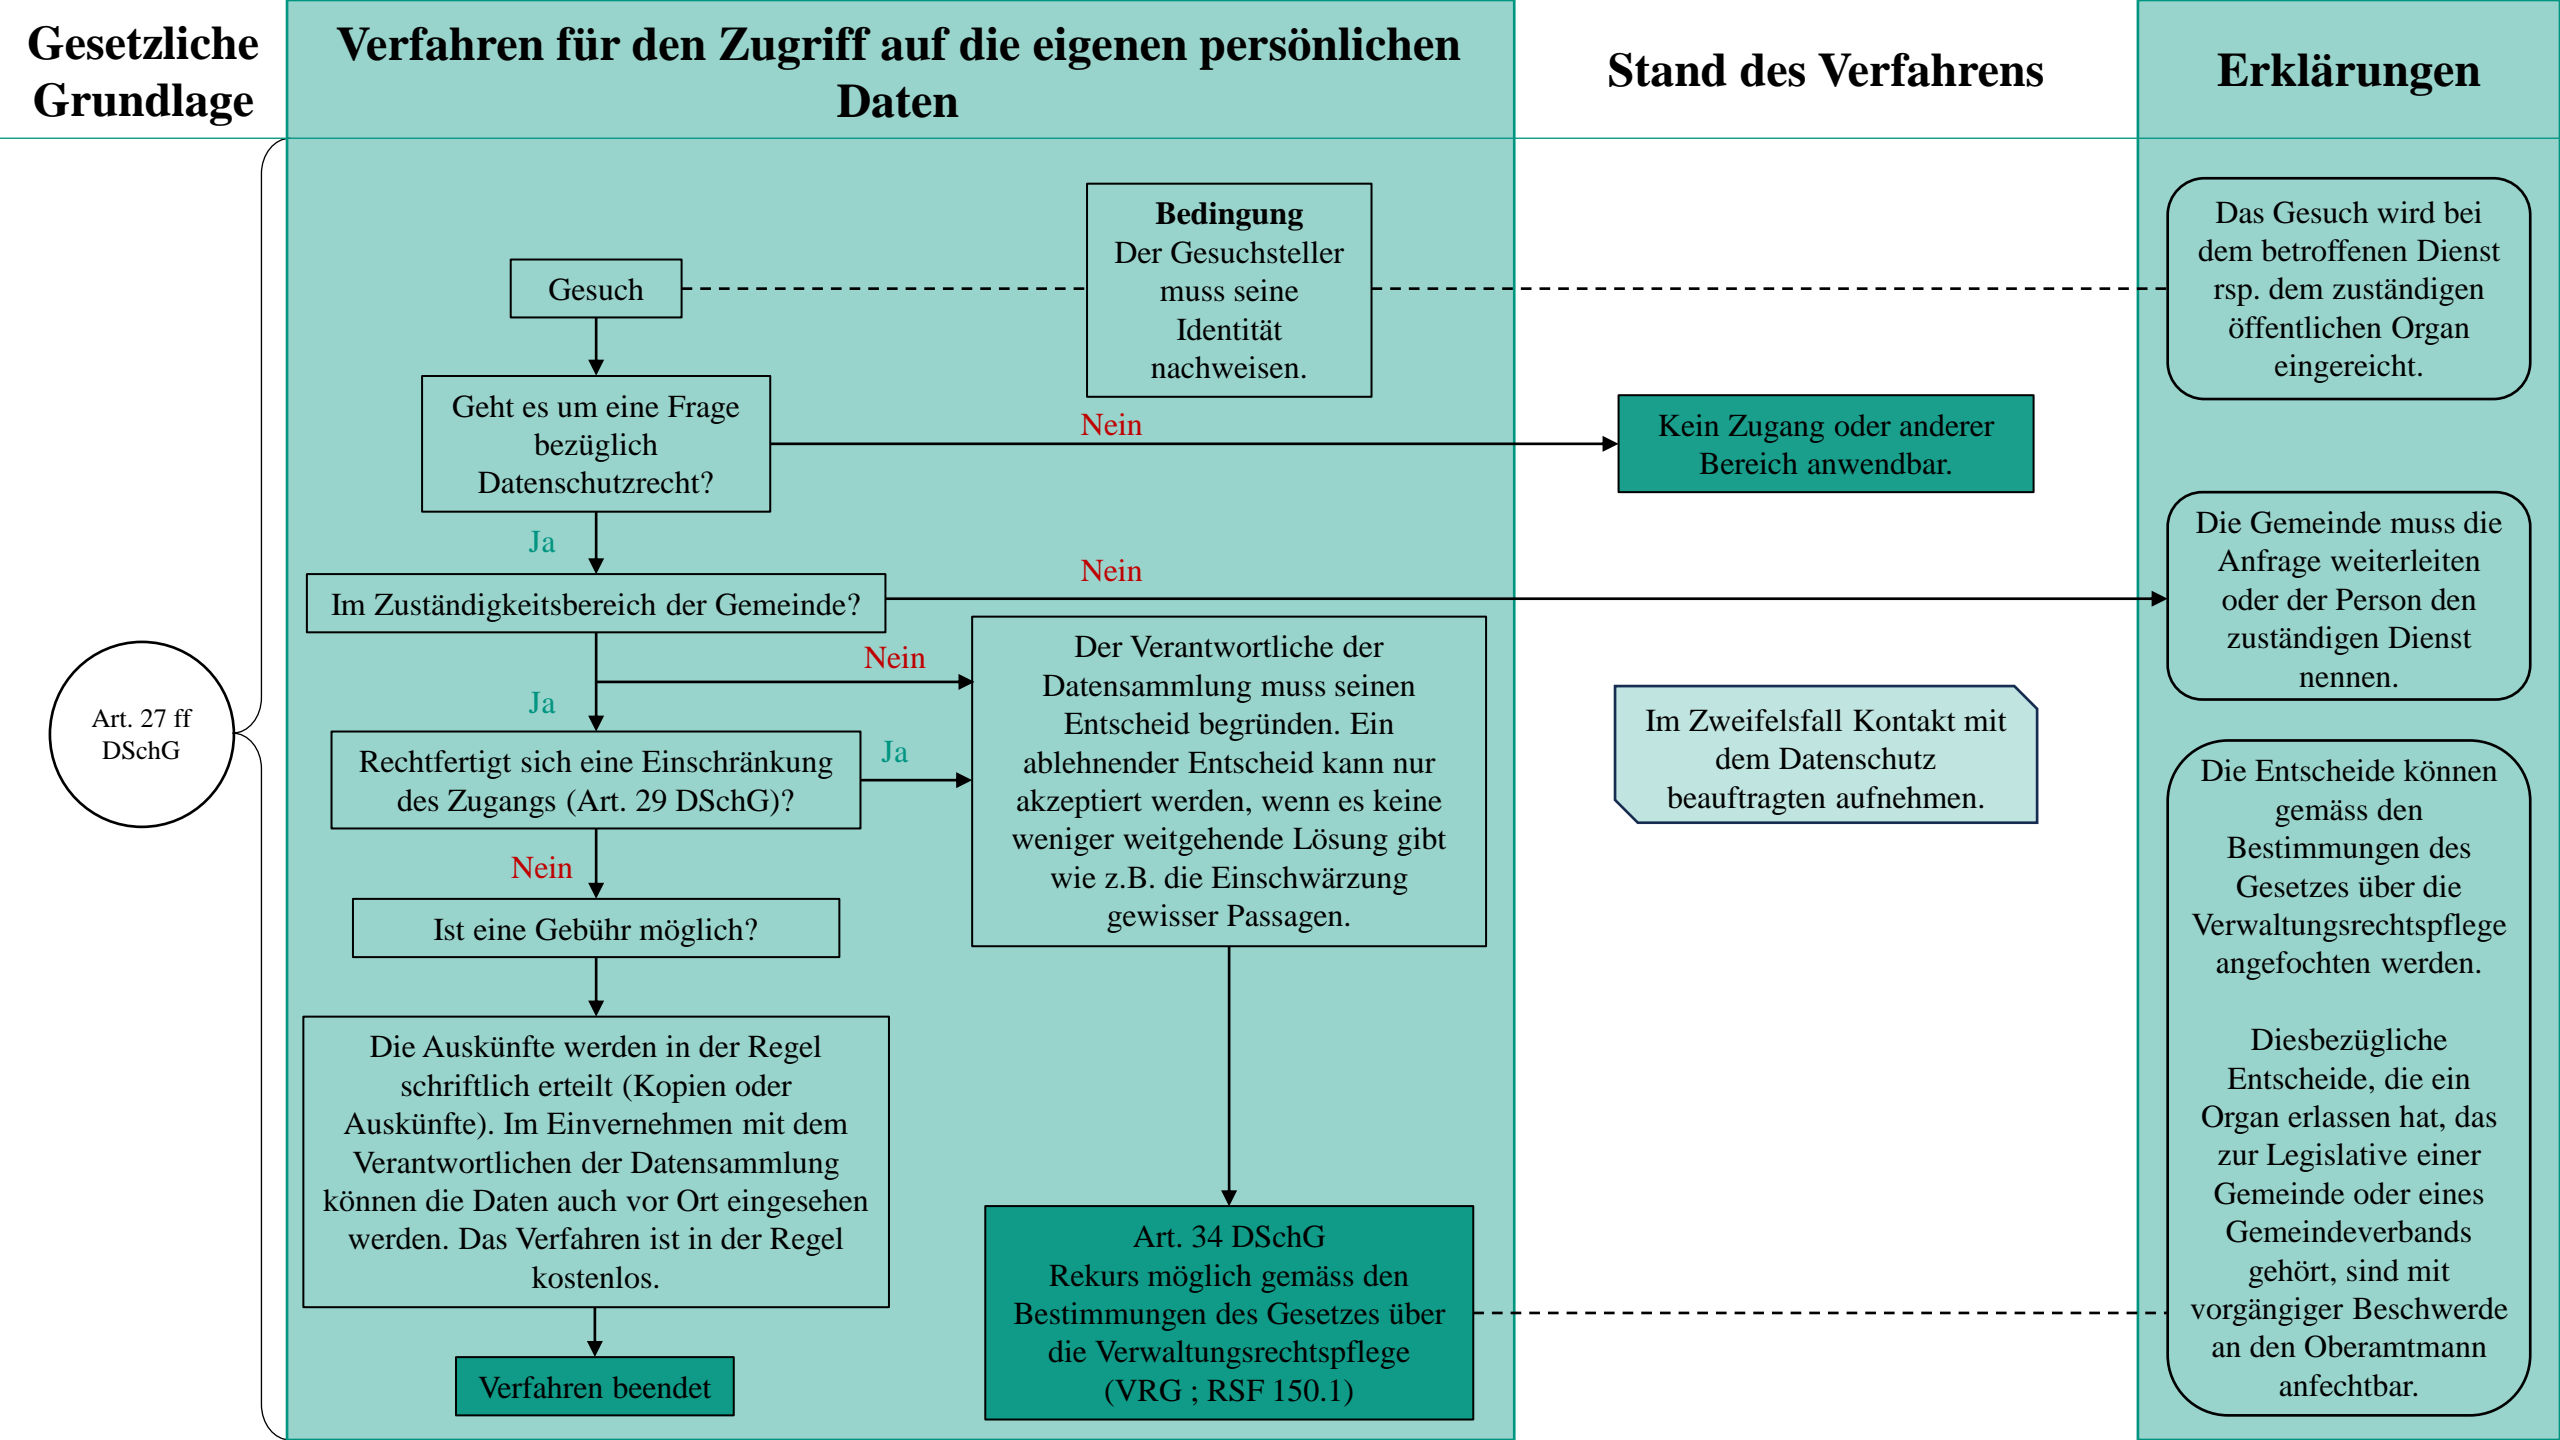 Gesetzliche
Grundlage
Verfahren für den Zugriff auf die eigenen persönlichen
Daten
Stand des Verfahrens
Erklärungen
Art. 27 ff
DSchG
Gesuch
Bedingung
Der Gesuchsteller
muss seine
Identität
nachweisen.
Das Gesuch wird bei
dem betroffenen Dienst
rsp. dem zuständigen
öffentlichen Organ
eingereicht.
Geht es um eine Frage
bezüglich
Datenschutzrecht?
Nein
Kein Zugang oder anderer
Bereich anwendbar.
Ja
Im Zuständigkeitsbereich der Gemeinde?
Nein
Die Gemeinde muss die
Anfrage weiterleiten
oder der Person den
zuständigen Dienst
nennen.
Nein
Ja
Der Verantwortliche der
Datensammlung muss seinen
Entscheid begründen. Ein
ablehnender Entscheid kann nur
akzeptiert werden, wenn es keine
weniger weitgehende Lösung gibt
wie z.B. die Einschwärzung
gewisser Passagen.
Im Zweifelsfall Kontakt mit
dem Datenschutz
beauftragten aufnehmen.
Rechtfertigt sich eine Einschränkung
des Zugangs (Art. 29 DSchG)?
Ja
Nein
Ist eine Gebühr möglich?
Die Auskünfte werden in der Regel
schriftlich erteilt (Kopien oder
Auskünfte). Im Einvernehmen mit dem
Verantwortlichen der Datensammlung
können die Daten auch vor Ort eingesehen
werden. Das Verfahren ist in der Regel
kostenlos.
Verfahren beendet
Art. 34 DSchG
Rekurs möglich gemäss den
Bestimmungen des Gesetzes über
die Verwaltungsrechtspflege
(VRG ; RSF 150.1)
Die Entscheide können
gemäss den
Bestimmungen des
Gesetzes über die
Verwaltungsrechtspflege
angefochten werden.
Diesbezügliche
Entscheide, die ein
Organ erlassen hat, das
zur Legislative einer
Gemeinde oder eines
Gemeindeverbands
gehört, sind mit
vorgängiger Beschwerde
an den Oberamtmann
anfechtbar.